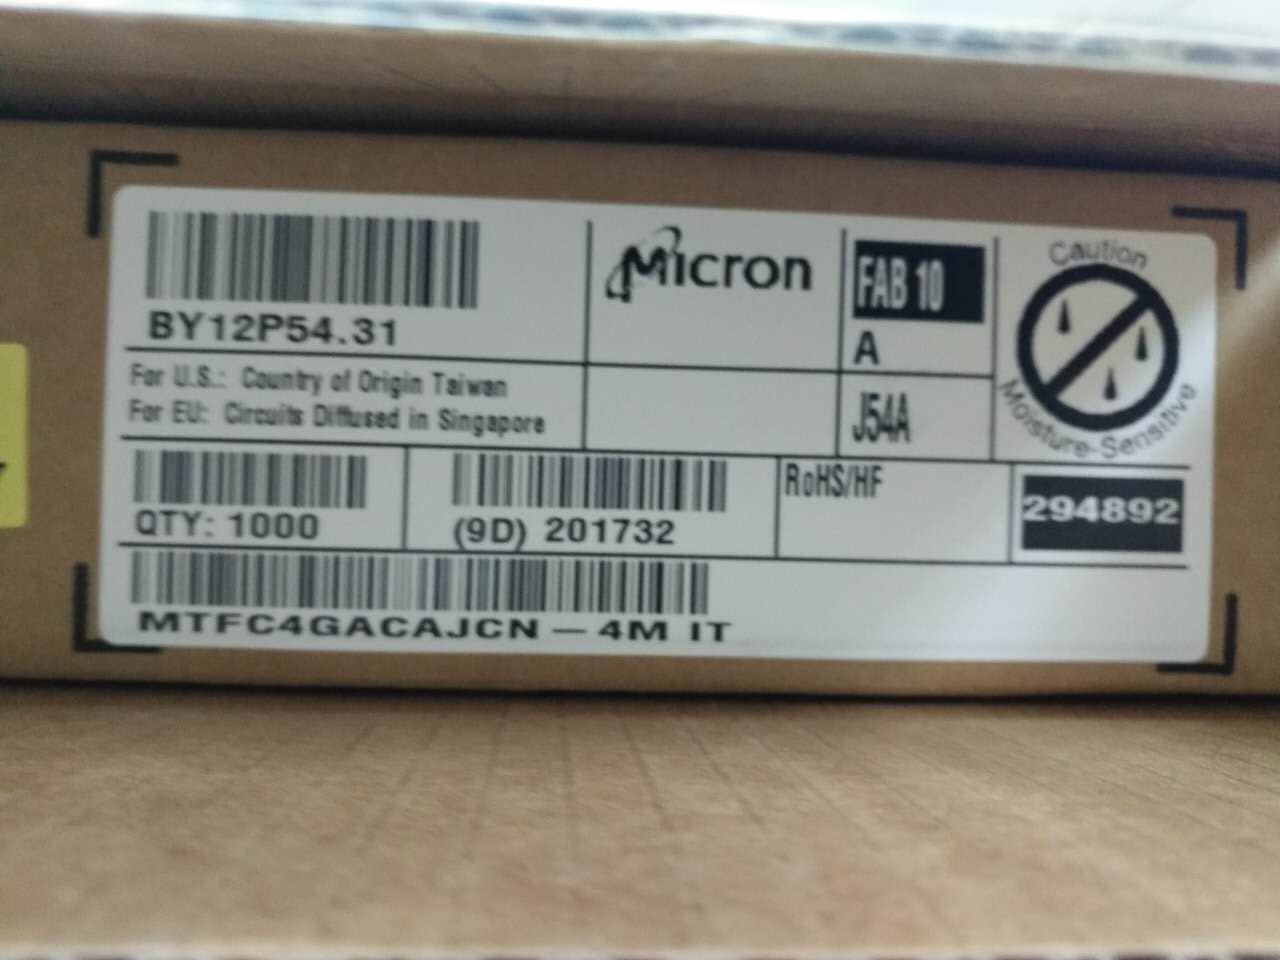 BY12P54.31
Micron
FAB 10
A
Caution
Moisture-Sensitive
For U.S.: Country of Origin Taiwan
For EU: Circuits Diffused in Singapore
J54A
QTY: 1000
(9D) 201732
RoHS/HF
294892
MTFC4GACAJCN - 4M IT